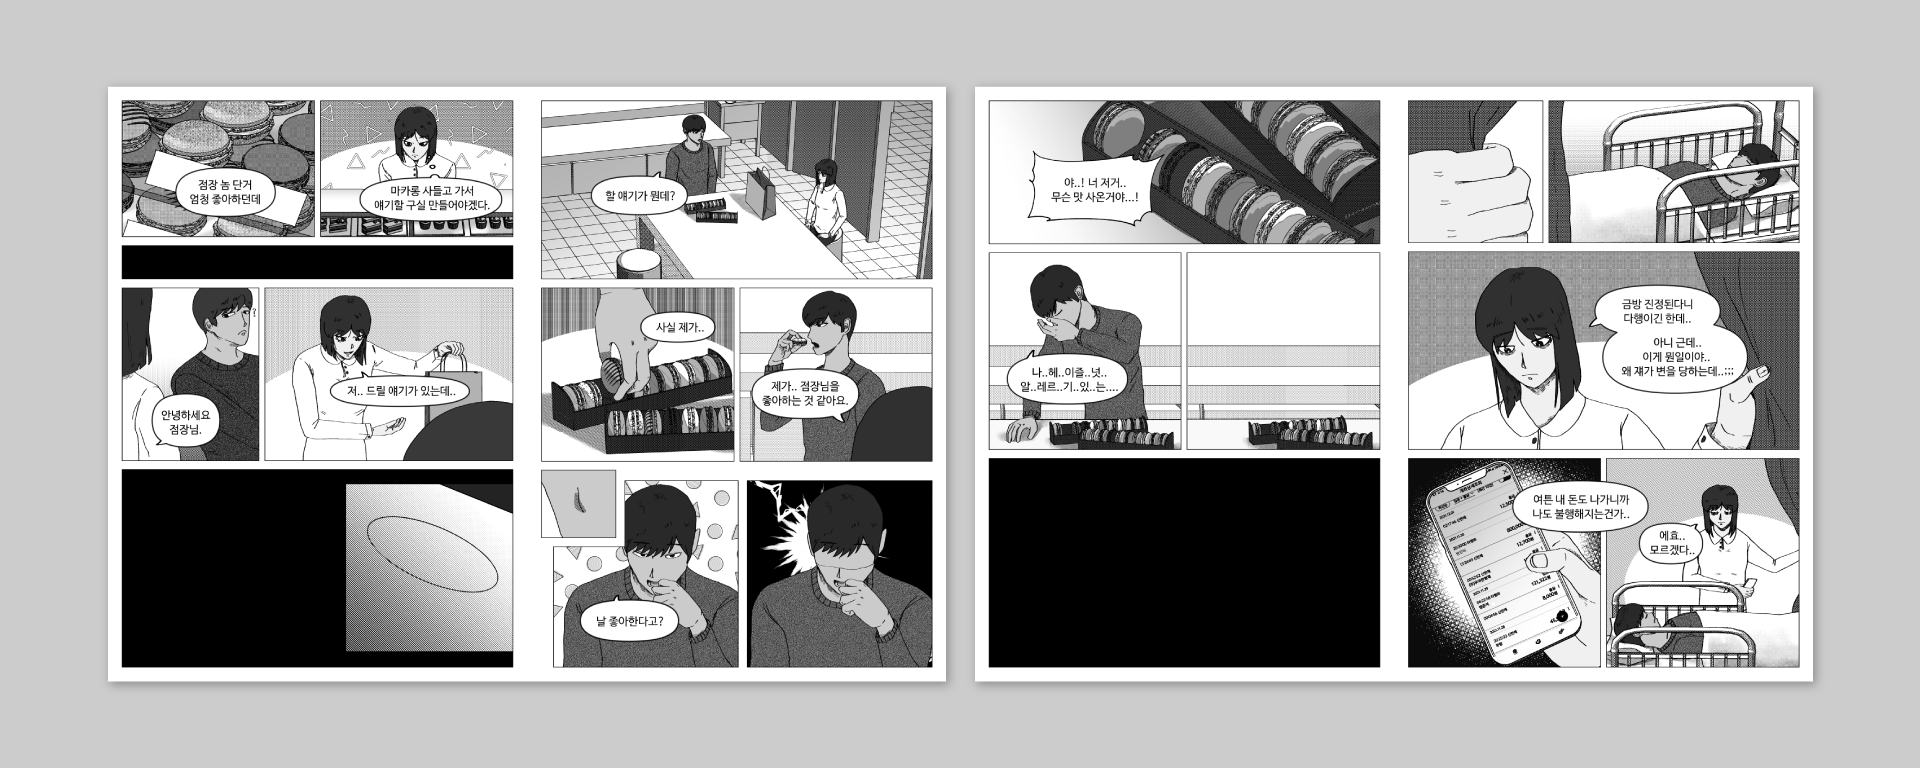 점장 놈 단거
엄청 좋아하던데
마카롱 사들고 가서
얘기할 구실 만들어야겠다.
?
안녕하세요
점장님.
저.. 드릴 얘기가 있는데..
할 얘기가 뭔데?
사실 제가..
제가.. 점장님을
좋아하는 것 같아요.
날 좋아한다고?
야..! 너 저거..
무슨 맛 사온거야...!
나..헤..이즐..넛..
알..레르..기..있..는....
금방 진정된다니
다행이긴 한데..
아니 근데..
이게 뭔일이야..
왜 쟤가 변을 당하는데..;;;
여튼 내 돈도 나가니까
나도 불행해지는건가..
에효..
모르겠다..